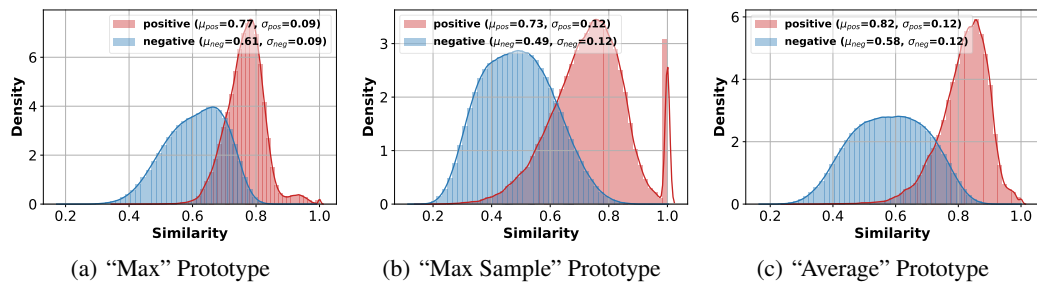 positive (μpos=0.77, σpos=0.09)
negative (μneg=0.61, σneg=0.09)
Density
0
2
4
6
0.2 0.4 0.6 0.8 1.0
Similarity
(a) “Max” Prototype
positive (μpos=0.73, σpos=0.12)
negative (μneg=0.49, σneg=0.12)
Density
0
1
2
3
0.2 0.4 0.6 0.8 1.0
Similarity
(b) “Max Sample” Prototype
positive (μpos=0.82, σpos=0.12)
negative (μneg=0.58, σneg=0.12)
Density
0
2
4
6
0.2 0.4 0.6 0.8 1.0
Similarity
(c) “Average” Prototype